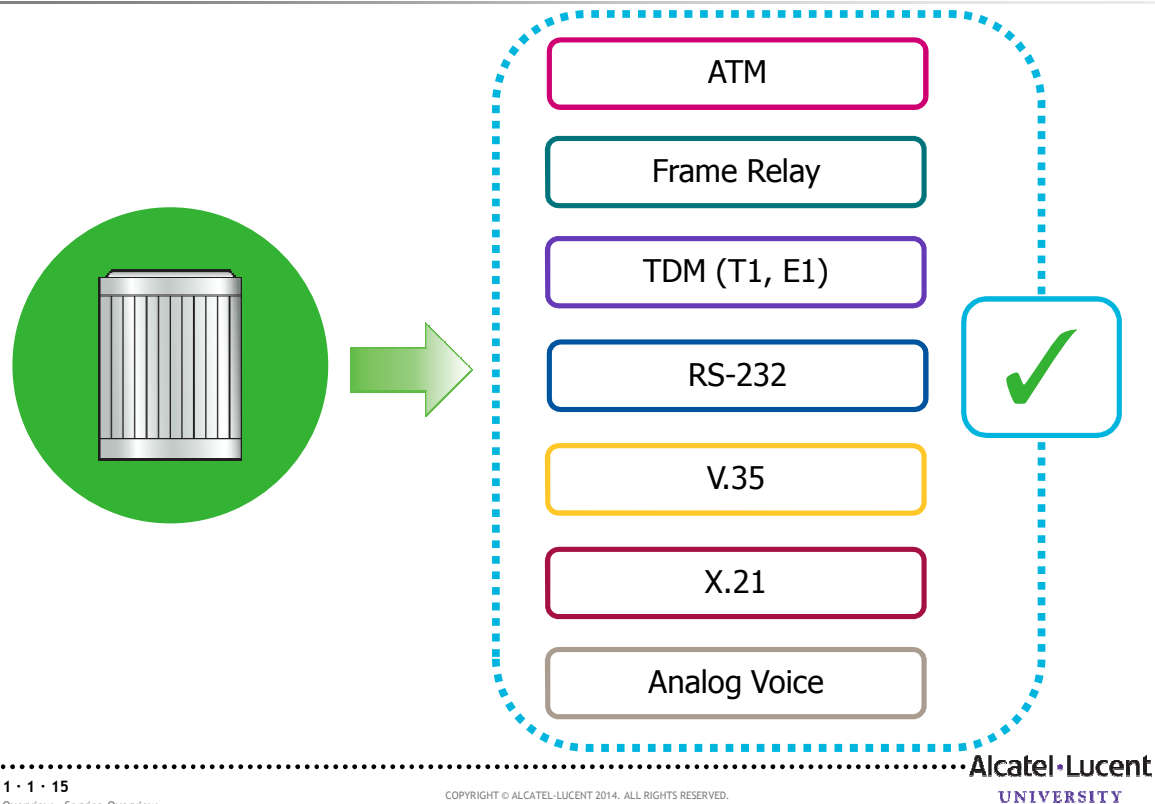 ATM
Frame Relay
TDM (T1, E1)
RS-232
V.35
X.21
Analog Voice
Alcatel·Lucent
UNIVERSITY
1 · 1 · 15
COPYRIGHT © ALCATEL-LUCENT 2014. ALL RIGHTS RESERVED.